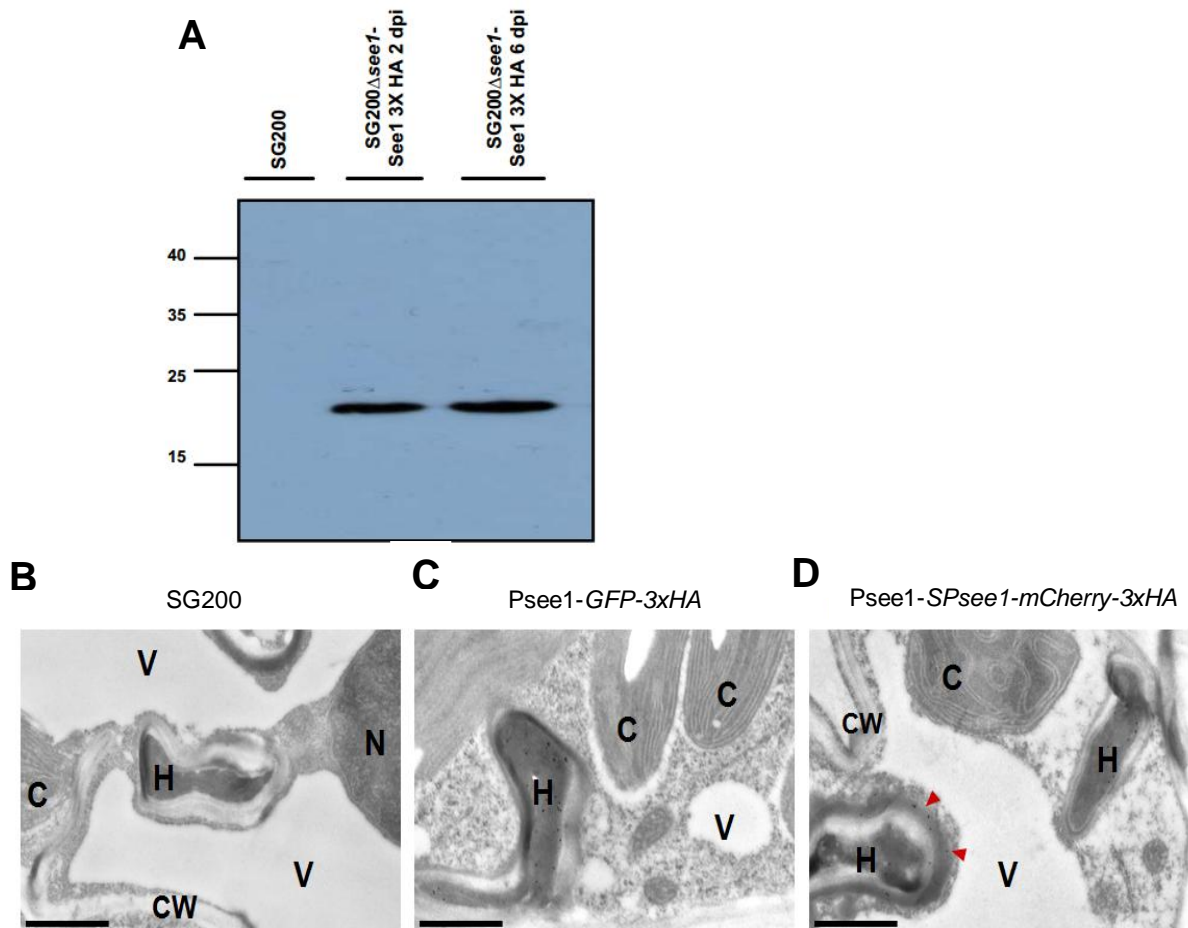 A
SG200
SG200Δsee1-
See1 3X HA 2 dpi
SG200Δsee1-
See1 3X HA 6 dpi
40
35
25
15
B
SG200
V
N
H
C
V
CW
C
Psee1-GFP-3xHA
C
C
H
V
D
Psee1-SPsee1-mCherry-3xHA
C
CW
H
H
V